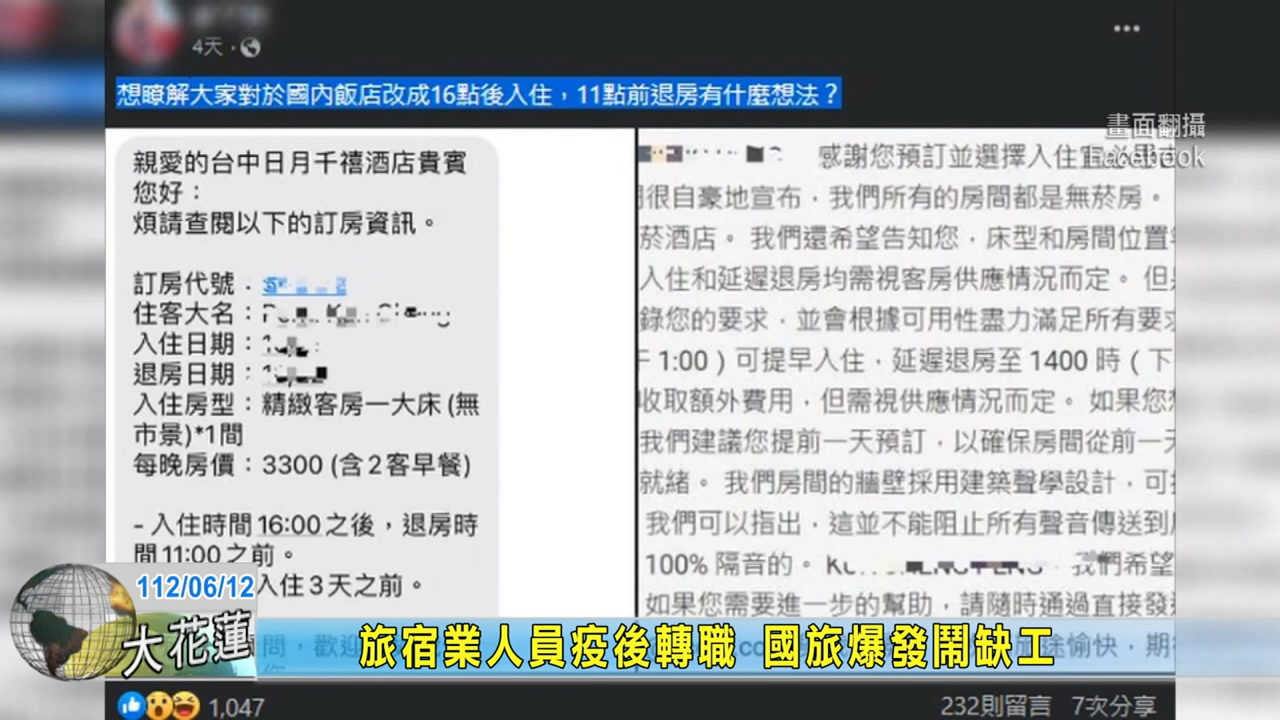 4天
想瞭解大家對於國內飯店改成16點後入住，11點前退房有什麼想法？
畫面翻攝
Facebook
親愛的台中日月千禧酒店貴賓
您好：
煩請查閱以下的訂房資訊。
訂房代號：
住客大名：
入住日期：
退房日期：
入住房型：精緻客房一大床 (無
市景)*1間
每晚房價：3300 (含2客早餐)
- 入住時間16:00之後，退房時
間11:00之前。
入住3天之前。
感謝您預訂並選擇入住宜
很自豪地宣布，我們所有的房間都是無菸房。
菸酒店。 我們還希望告知您，床型和房間位置
入住和延遲退房均需視客房供應情況而定。 但
錄您的要求，並會根據可用性盡力滿足所有要求
1:00）可提早入住，延遲退房至 1400 時（下
收取額外費用，但需視供應情況而定。 如果您想
我們建議您提前一天預訂，以確保房間從前一天
就緒。 我們房間的牆壁採用建築聲學設計，可
我們可以指出，這並不能阻止所有聲音傳送到
100% 隔音的。 我們希望
如果您需要進一步的幫助，請隨時通過直接發
旅途愉快，期
112/06/12
大花蓮
旅宿業人員疫後轉職 國旅爆發鬧缺工
1,047
232則留言 7次分享